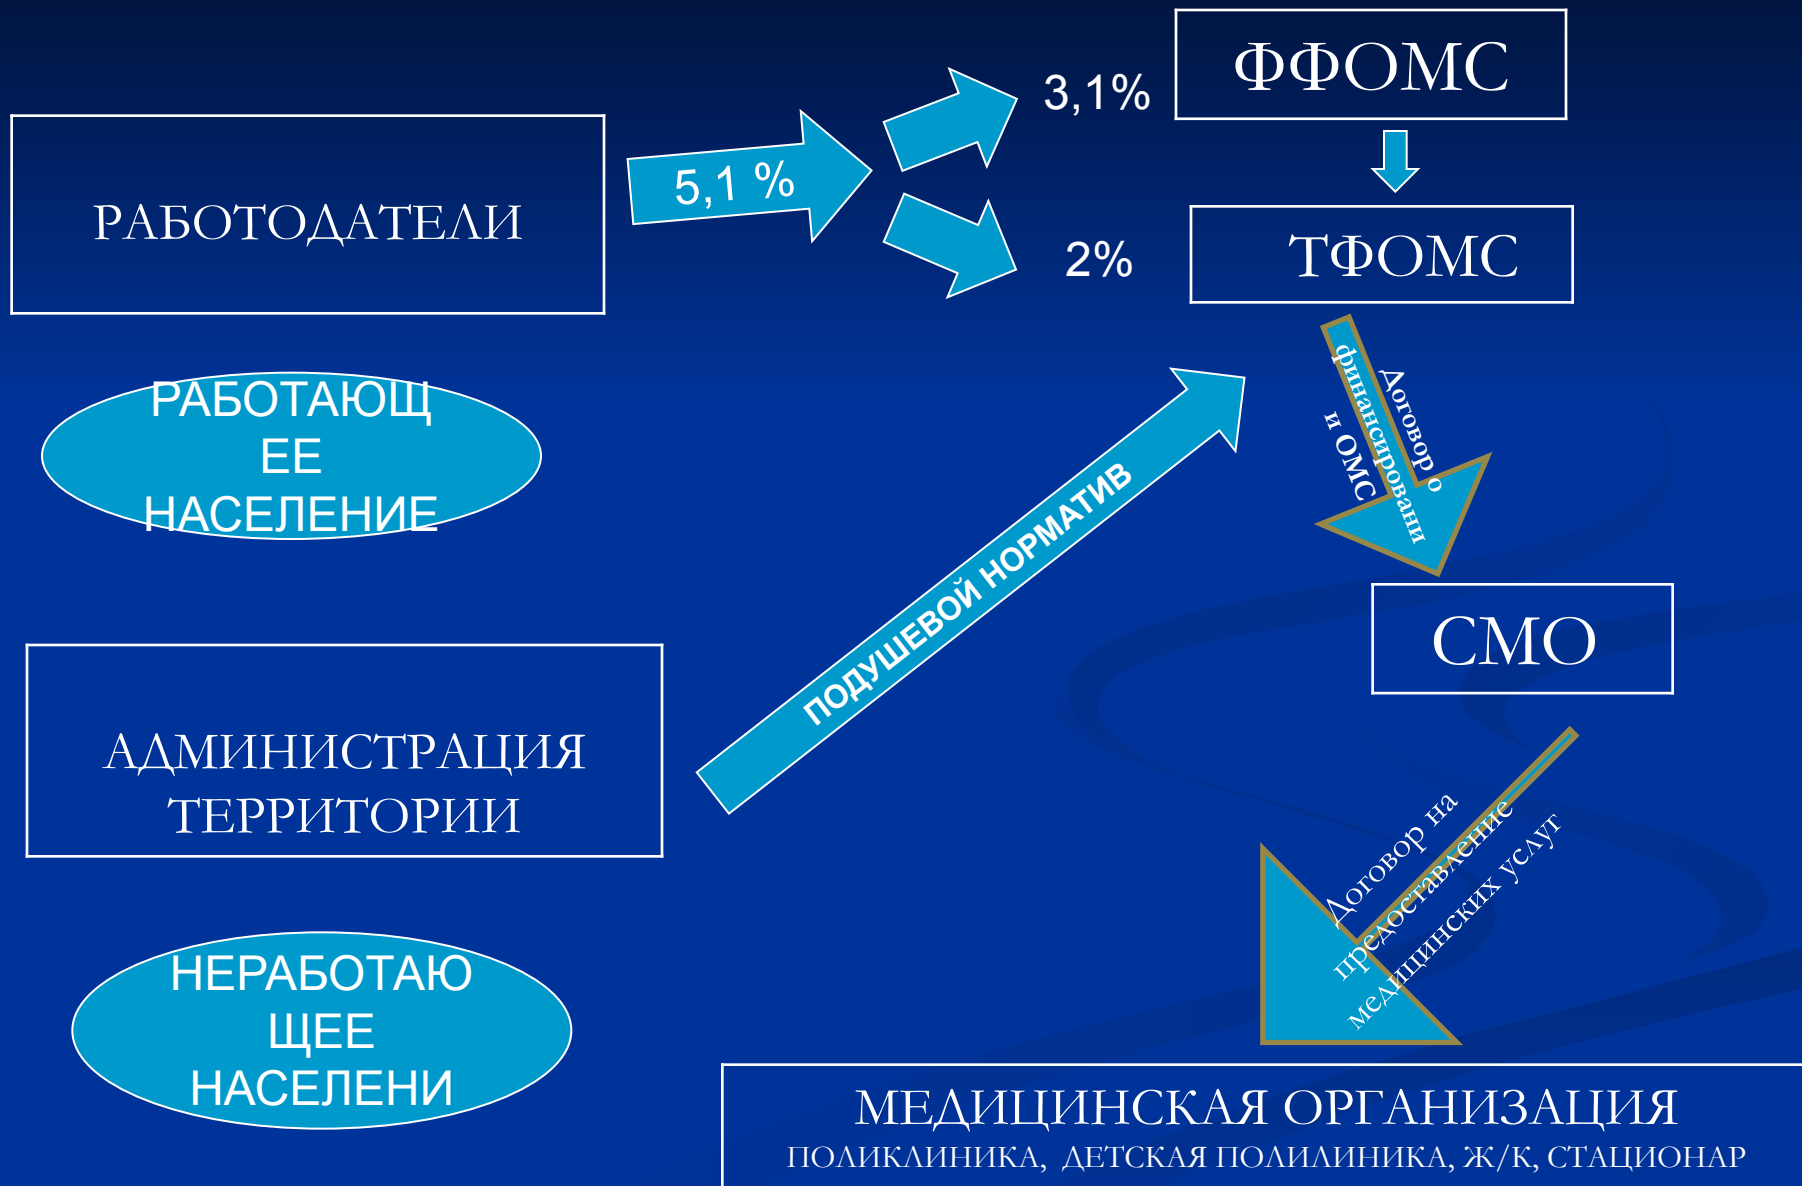 ФФОМС
3,1%
РАБОТОДАТЕЛИ
5,1 %
2%
ТФОМС
РАБОТАЮЩ
ЕЕ
НАСЕЛЕНИЕ
Договор о
финансировани
и ОМС
ПОДУШЕВОЙ НОРМАТИВ
СМО
АДМИНИСТРАЦИЯ
ТЕРРИТОРИИ
Договор на
предоставление
медицинских услуг
НЕРАБОТАЮ
ЩЕЕ
НАСЕЛЕНИ
МЕДИЦИНСКАЯ ОРГАНИЗАЦИЯ
ПОЛИКЛИНИКА, ДЕТСКАЯ ПОЛИЛИНИКА, Ж/К, СТАЦИОНАР